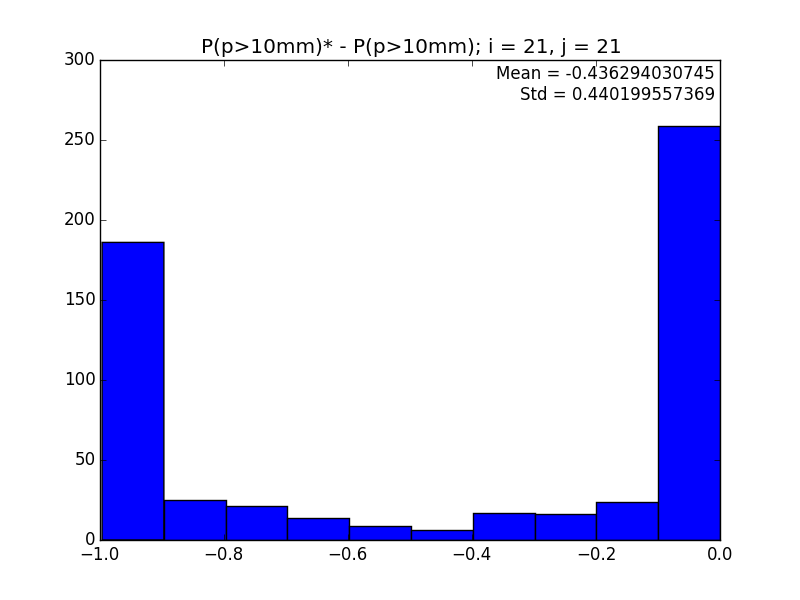 P(p>10mm)* - P(p>10mm); i = 21, j = 21
Mean = -0.436294030745
Std = 0.440199557369
300
250
200
150
100
50
0
−1.0 −0.8 −0.6 −0.4 −0.2 0.0